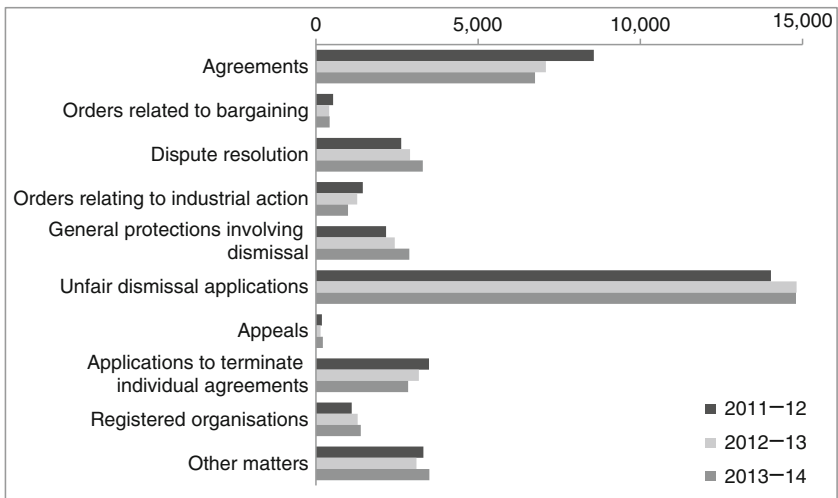 0 5,000 10,000 15,000
Agreements
Orders related to bargaining
Dispute resolution
Orders relating to industrial action
General protections involving
dismissal
Unfair dismissal applications
Appeals
Applications to terminate
individual agreements
Registered organisations
Other matters
2011–12
2012–13
2013–14